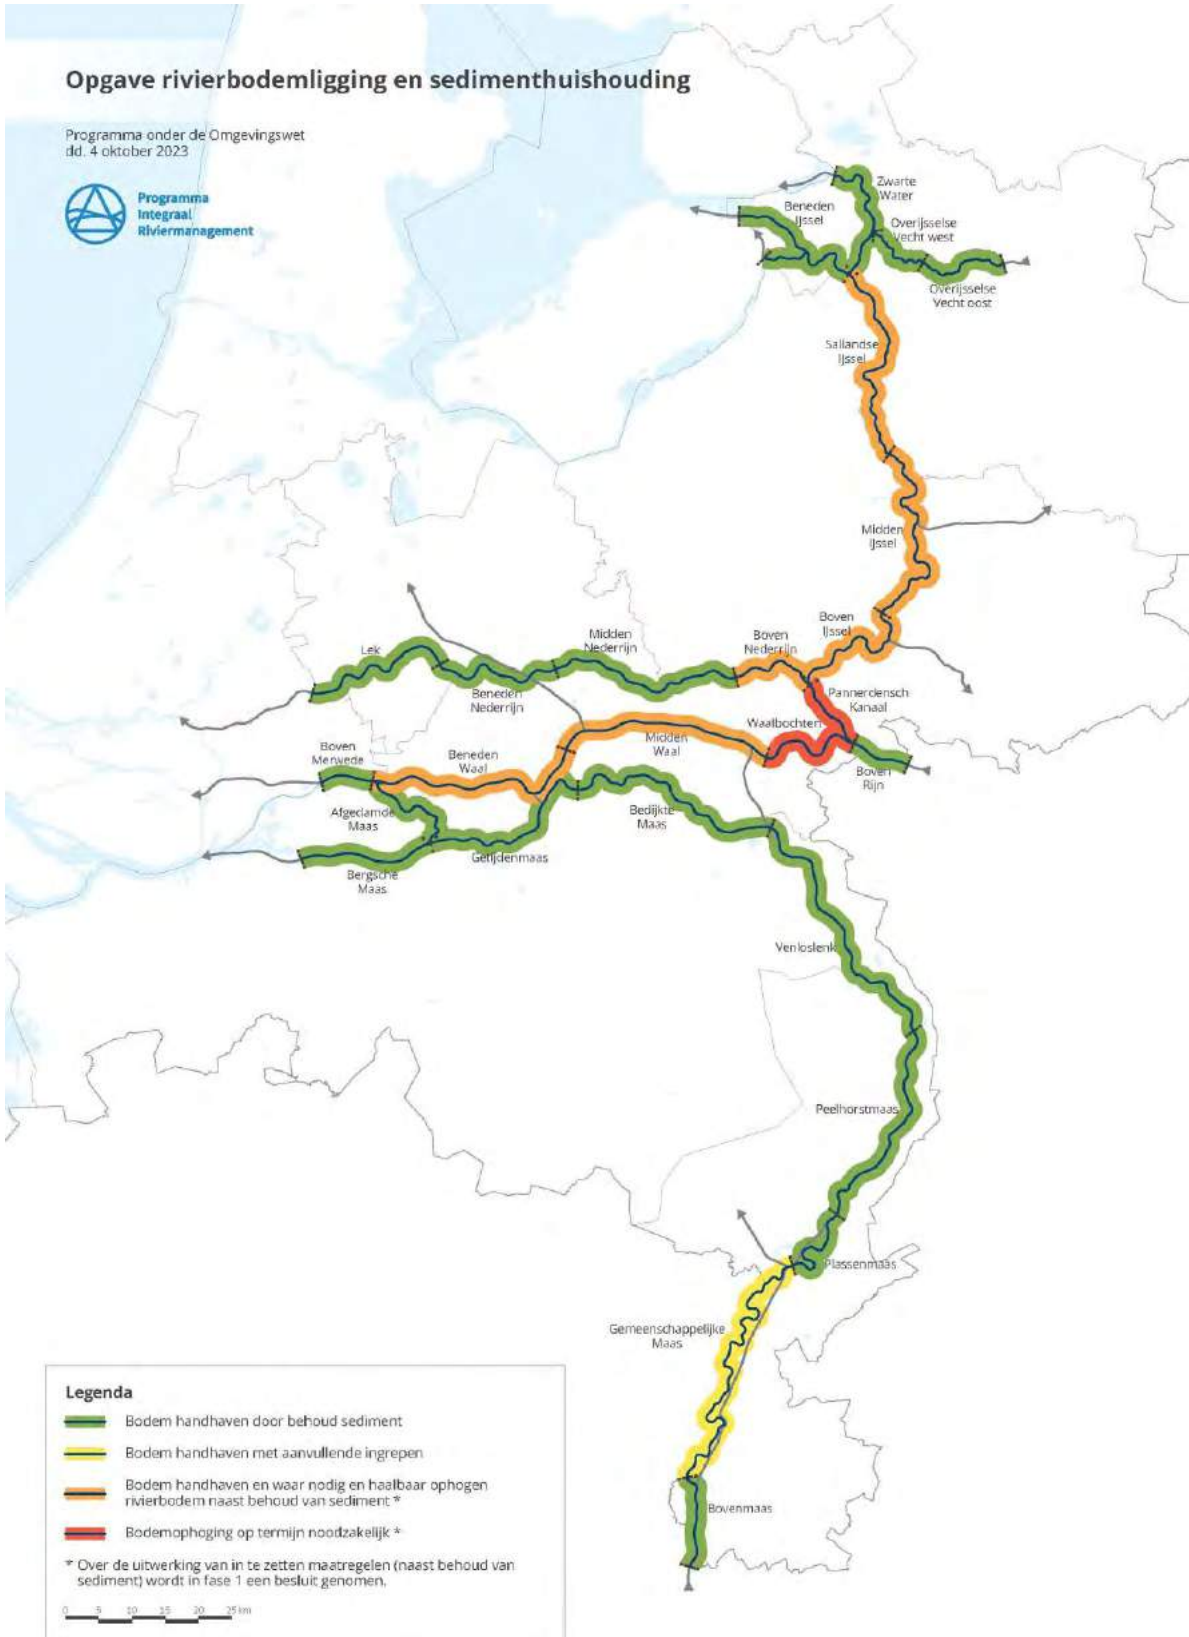 Opgave rivierbodemligging en sedimenthuishouding
Programma onder de Omgevingswet
dd. 4 oktober 2023
Programma
Integraal
Riviermanagement
Zwarte
Water
Beneden
IJssel
Overijsselse
Vecht west
Overijsselse
Vecht oost
Sallandse
IJssel
Midden
IJssel
Boven
IJssel
Midden
Nederrijn
Boven
Nederrijn
Lek
Beneden
Nederrijn
Pannerdensch
Kanaal
Waalbochten
Midden
Waal
Boven
Merwede
Beneden
Waal
Boven
Rijn
Afgedamde
Maas
Bedijkte
Maas
Getijdenmaas
Bergsche
Maas
Venloslenk
Peelhorstmaas
Plassenmaas
Gemeenschappelijke
Maas
Bovenmaas
Legenda
Bodem handhaven door behoud sediment
Bodem handhaven met aanvullende ingrepen
Bodem handhaven en waar nodig en haalbaar ophogen
rivierbodem naast behoud van sediment *
Bodemophoging op termijn noodzakelijk *
* Over de uitwerking van in te zetten maatregelen (naast behoud van
sediment) wordt in fase 1 een besluit genomen.
0 5 10 15 20 25 km